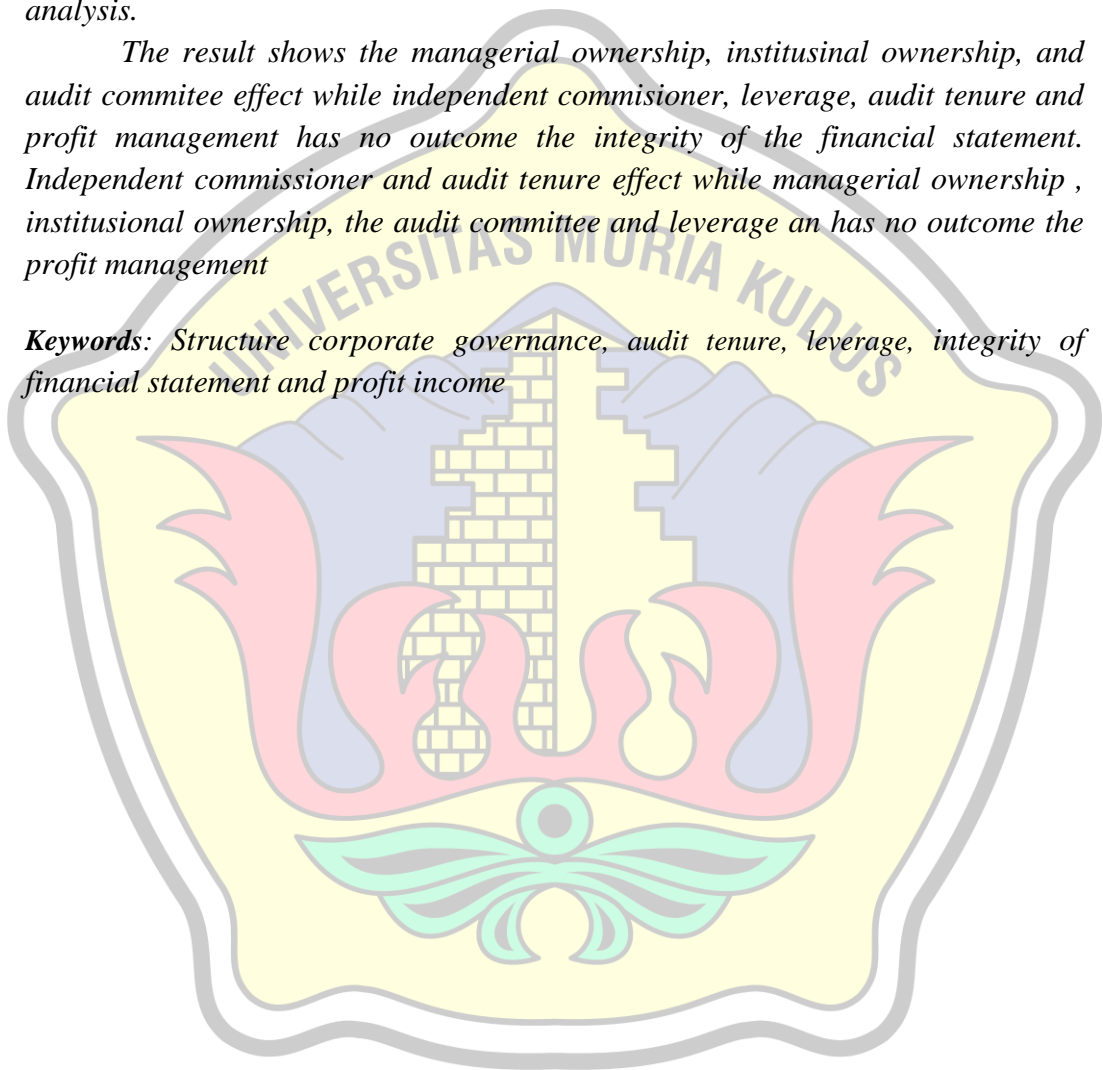 analysis.
The result shows the managerial ownership, institusinal ownership, and
audit commitee effect while independent commisioner, leverage, audit tenure and
profit management has no outcome the integrity of the financial statement.
Independent commissioner and audit tenure effect while managerial ownership ,
institusional ownership, the audit committee and leverage an has no outcome the
profit management
UNIVERSITAS MURIA KUDUS
Keywords: Structure corporate governance, audit tenure, leverage, integrity of
financial statement and profit income